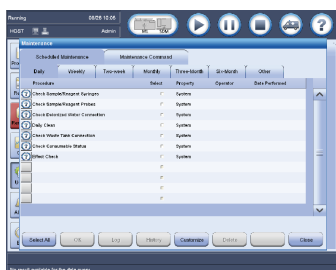 Running 08/26 10:05
HOST Admin
Maintenance
Scheduled Maintenance Maintenance Command
Daily Weekly Two-week Monthly Three-Month Six-Month Other
Procedure Select Property Operator Date Performed
Check Sample/Reagent Syringes System
Check Sample/Reagent Probes System
Check Deionized Water Connection System
Daily Clean System
Check Waste Tank Connection System
Check Consumable Status System
Effect Check System
Select All OK Log History Customize Delete Close